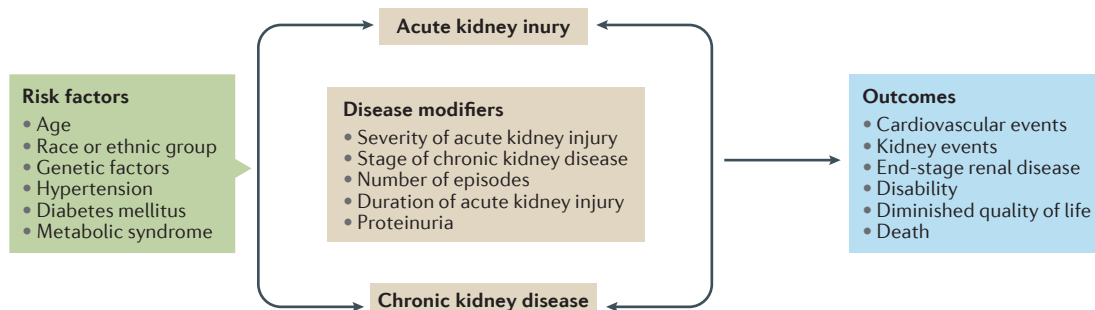 Acute kidney inury
Risk factors
• Age
• Race or ethnic group
• Genetic factors
• Hypertension
• Diabetes mellitus
• Metabolic syndrome
Disease modifiers
• Severity of acute kidney injury
• Stage of chronic kidney disease
• Number of episodes
• Duration of acute kidney injury
• Proteinuria
Outcomes
• Cardiovascular events
• Kidney events
• End-stage renal disease
• Disability
• Diminished quality of life
• Death
Chronic kidney disease